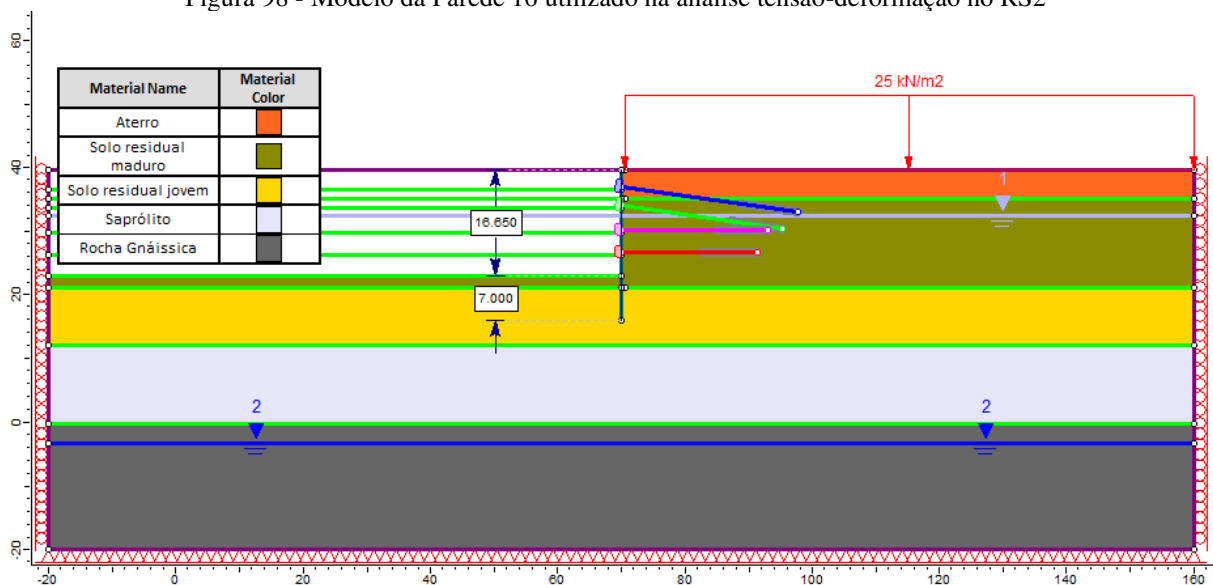 Figura 98 - Modelo da Parede 16 utilizado na análise tensão-deformação no RS2
60
40
20
0
-20
Material Name
Material
Color
Aterro
Solo residual
maduro
Solo residual jovem
Saprólito
Rocha Gnáissica
25 kN/m2
1
16.650
7.000
2
2
-20
0
20
40
60
80
100
120
140
160